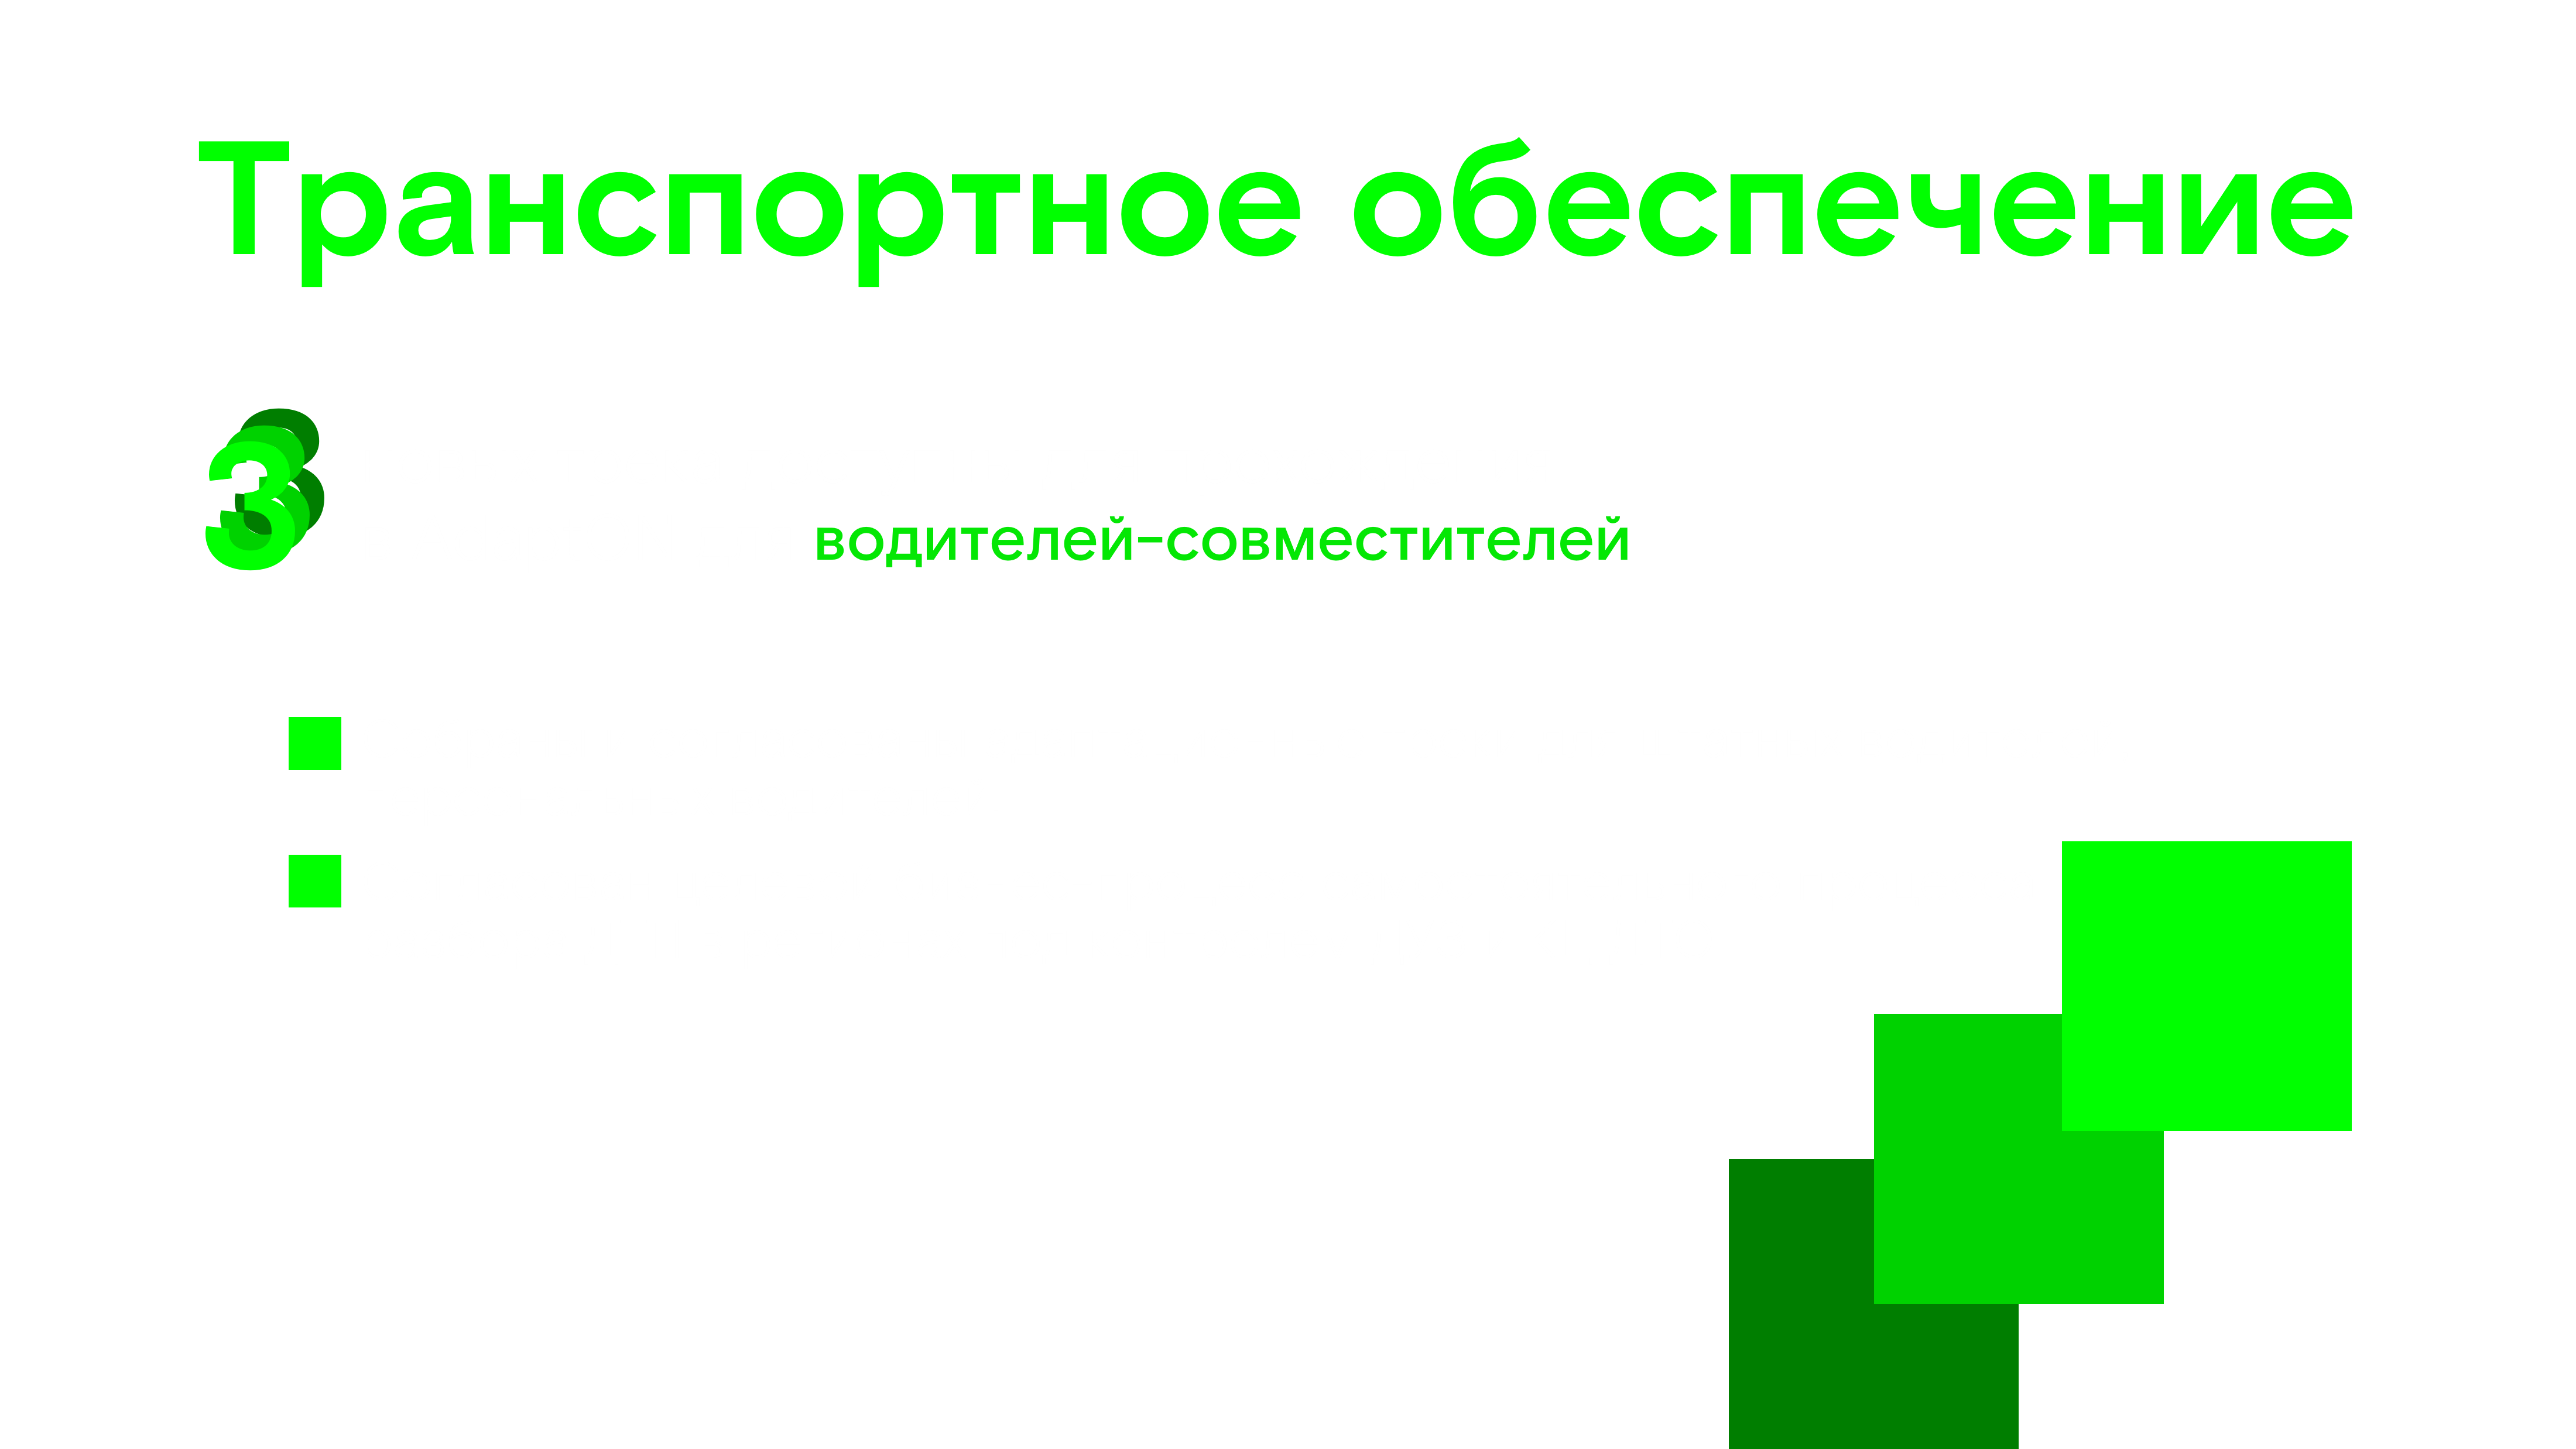 Транспортное обеспечение
3
водителей-совместителей